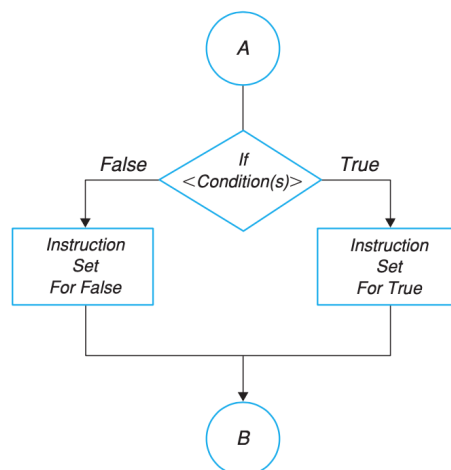 A
If
<Condition(s)>
False
True
Instruction
Set
For False
Instruction
Set
For True
B